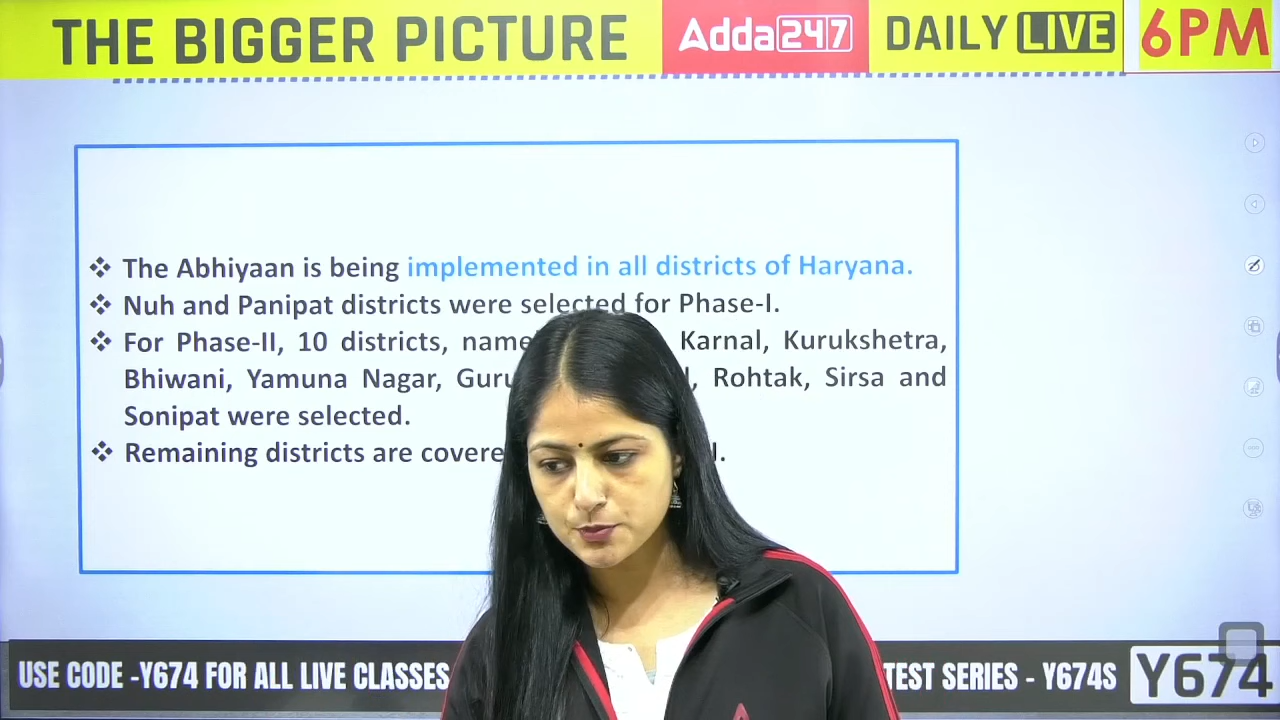 THE BIGGER PICTURE Adda247 DAILY LIVE 6PM
❖ The Abhiyaan is being implemented in all districts of Haryana.
❖ Nuh and Panipat districts were selected for Phase-I.
❖ For Phase-II, 10 districts, Karnal, Kurukshetra,
Bhiwani, Yamuna Nagar, Rohtak, Sirsa and
Sonipat were selected.
❖ Remaining districts are
USE CODE -Y674 FOR ALL LIVE CLASSES TEST SERIES - Y674S Y674